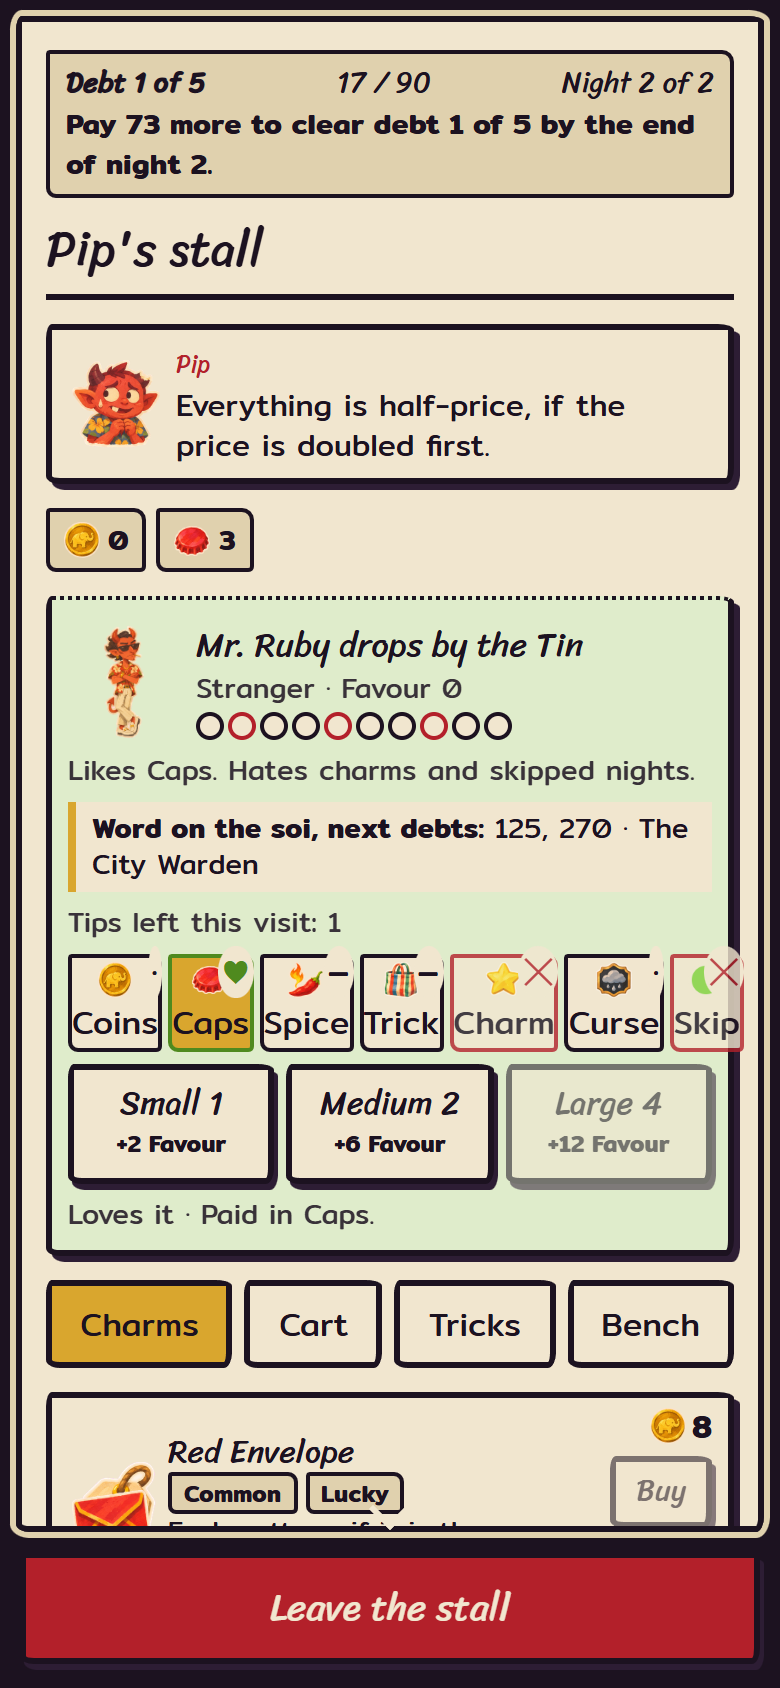 Debt 1 of 5 17 / 90 Night 2 of 2
Pay 73 more to clear debt 1 of 5 by the end
of night 2.
Pip's stall
Pip
Everything is half-price, if the
price is doubled first.
0 3
Mr. Ruby drops by the Tin
Stranger · Favour 0
Likes Caps. Hates charms and skipped nights.
Word on the soi, next debts: 125, 270 · The
City Warden
Tips left this visit: 1
Coins Caps Spice Trick Charm Curse Skip
Small 1 Medium 2 Large 4
+2 Favour +6 Favour +12 Favour
Loves it · Paid in Caps.
Charms Cart Tricks Bench
8
Red Envelope
Common Lucky
Buy
Leave the stall